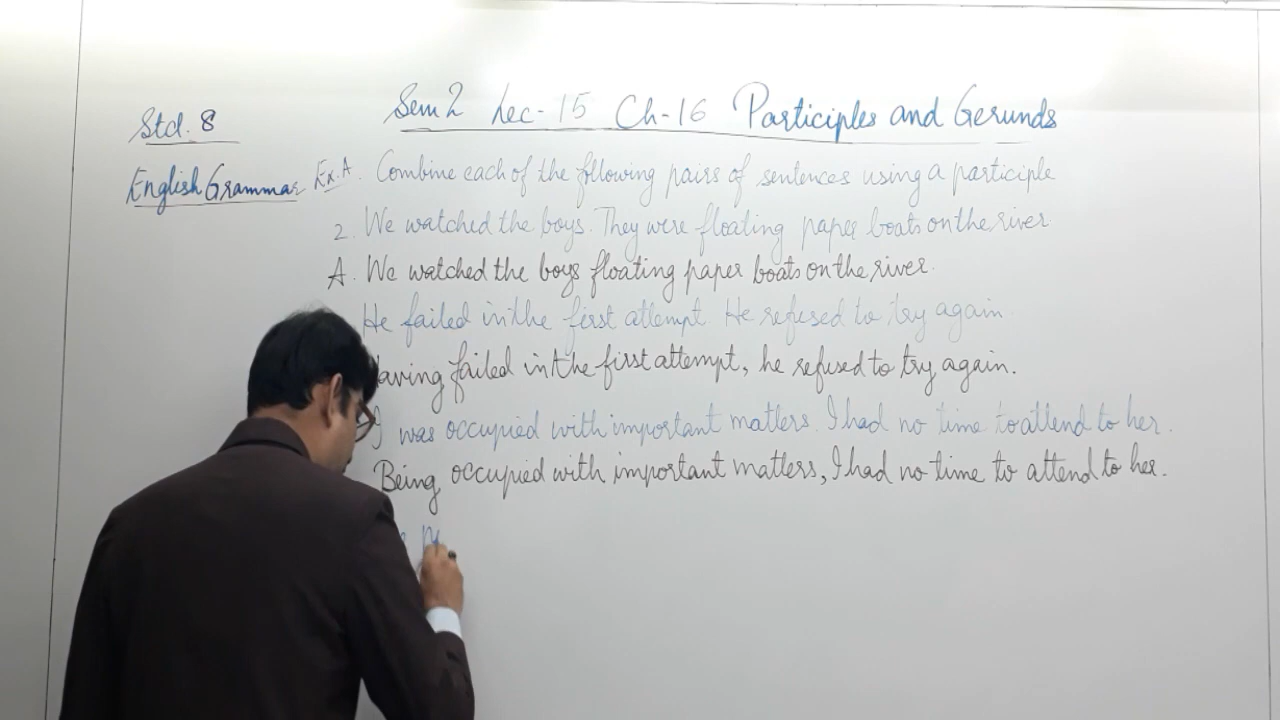 Std. 8
Sem 2 Lec-15 Ch-16 Participles and Gerunds
English Grammar
Ex. A. Combine each of the following pairs of sentences using a participle
2. We watched the boys. They were floating paper boats on the river
A. We watched the boys floating paper boats on the river.
He failed in the first attempt. He refused to try again.
aving failed in the first attempt, he refused to try again.
I was occupied with important matters. I had no time to attend to her.
Being occupied with important matters, I had no time to attend to her.